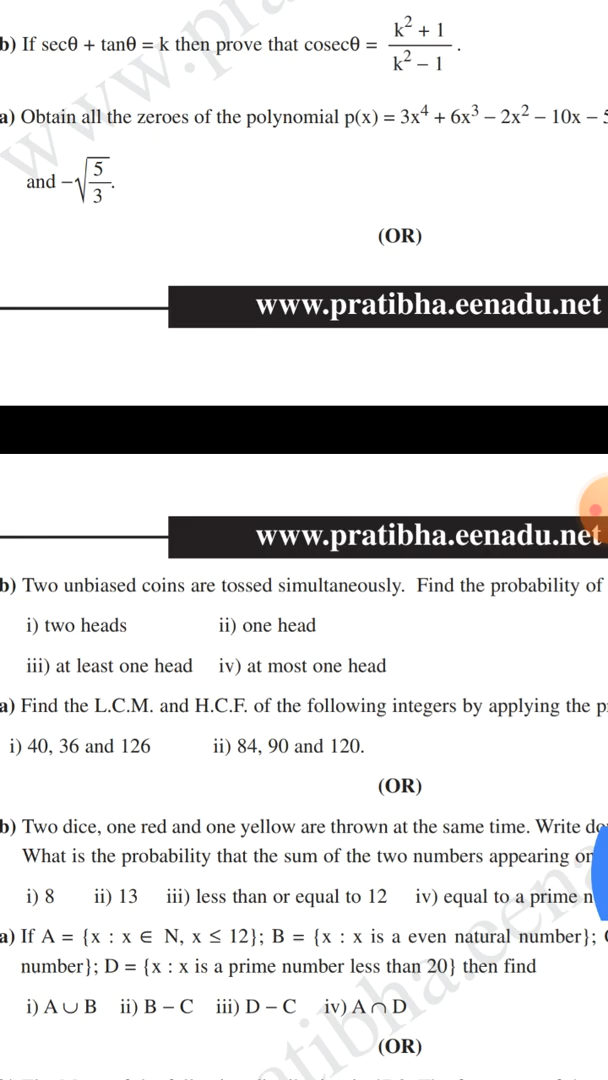 b) If secθ + tanθ = k then prove that cosecθ = (k² + 1)/(k² – 1) .
a) Obtain all the zeroes of the polynomial p(x) = 3x⁴ + 6x³ – 2x² – 10x –
and –√(5/3).
(OR)
www.pratibha.eenadu.net
www.pratibha.eenadu.net
b) Two unbiased coins are tossed simultaneously. Find the probability of
i) two heads ii) one head
iii) at least one head iv) at most one head
a) Find the L.C.M. and H.C.F. of the following integers by applying the
i) 40, 36 and 126 ii) 84, 90 and 120.
(OR)
b) Two dice, one red and one yellow are thrown at the same time. Write
What is the probability that the sum of the two numbers appearing
i) 8 ii) 13 iii) less than or equal to 12 iv) equal to a prime
a) If A = {x : x ∈ N, x ≤ 12}; B = {x : x is a even natural number};
number}; D = {x : x is a prime number less than 20} then find
i) A ∪ B ii) B – C iii) D – C iv) A ∩ D
(OR)